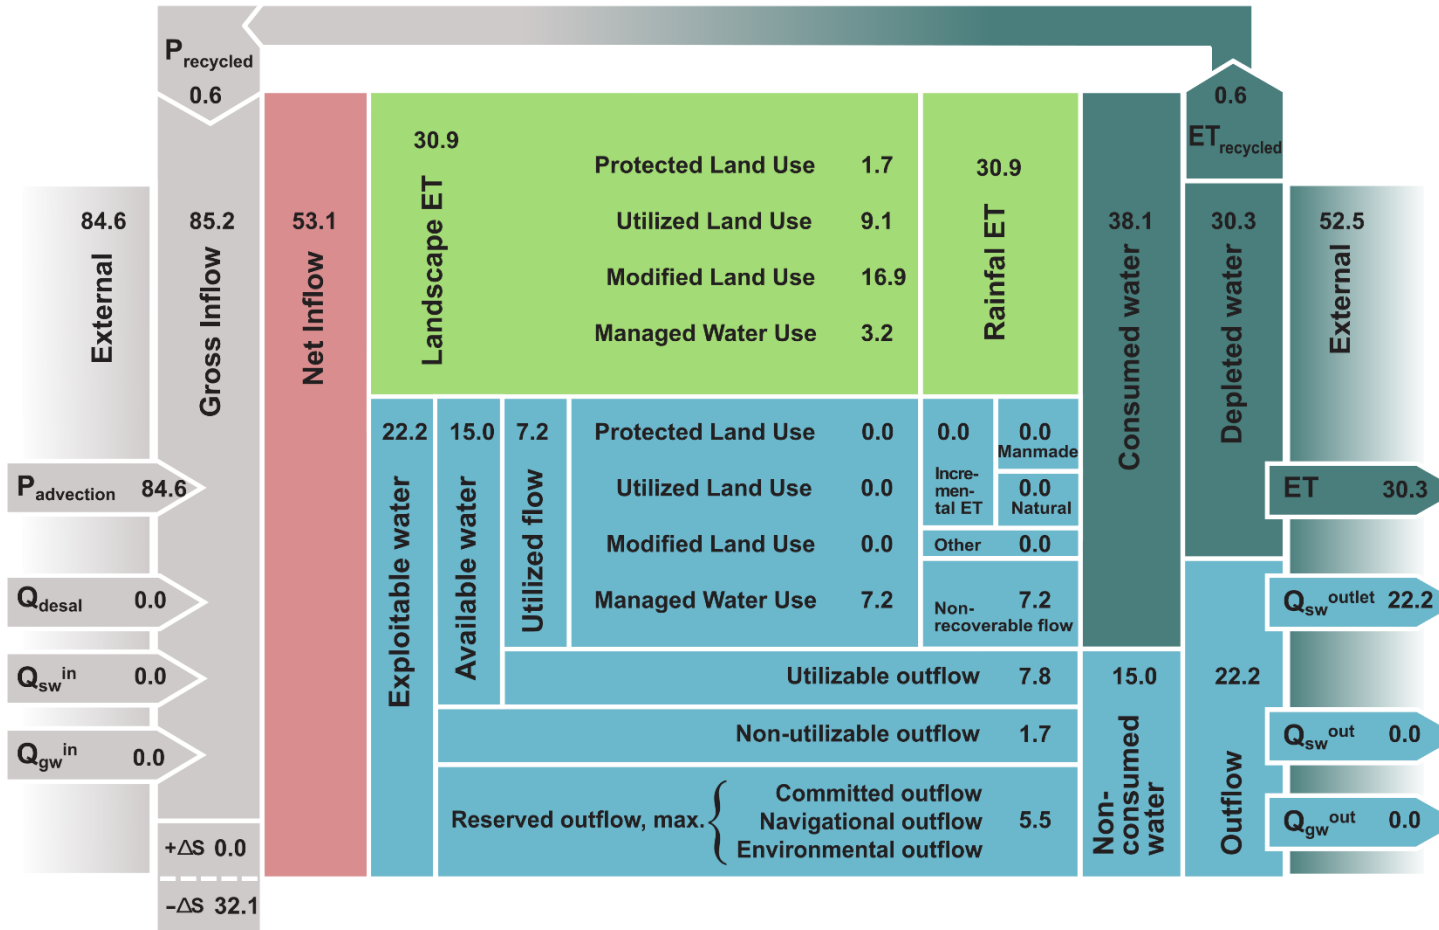 P recycled
0.6
External
84.6
P advection 84.6
Q desal 0.0
Q sw in 0.0
Q gw in 0.0
Gross Inflow
85.2
+ΔS 0.0
−ΔS 32.1
Net Inflow
53.1
Landscape ET
30.9
Protected Land Use 1.7
Utilized Land Use 9.1
Modified Land Use 16.9
Managed Water Use 3.2
Rainfall ET
30.9
Exploitable water
22.2
Available water
15.0
Utilized flow
7.2
Protected Land Use 0.0
Utilized Land Use 0.0
Modified Land Use 0.0
Managed Water Use 7.2
0.0
Incre-
men-
tal ET
0.0
Manmade
0.0
Natural
Other 0.0
7.2
Non-
recoverable flow
Utilizable outflow 7.8
Non-utilizable outflow 1.7
Reserved outflow, max.
Committed outflow
Navigational outflow
Environmental outflow
5.5
Consumed water
38.1
15.0
Non-
consumed
water
0.6
ET recycled
30.3
Depleted water
22.2
Outflow
52.5
External
ET 30.3
Q sw outlet 22.2
Q sw out 0.0
Q gw out 0.0